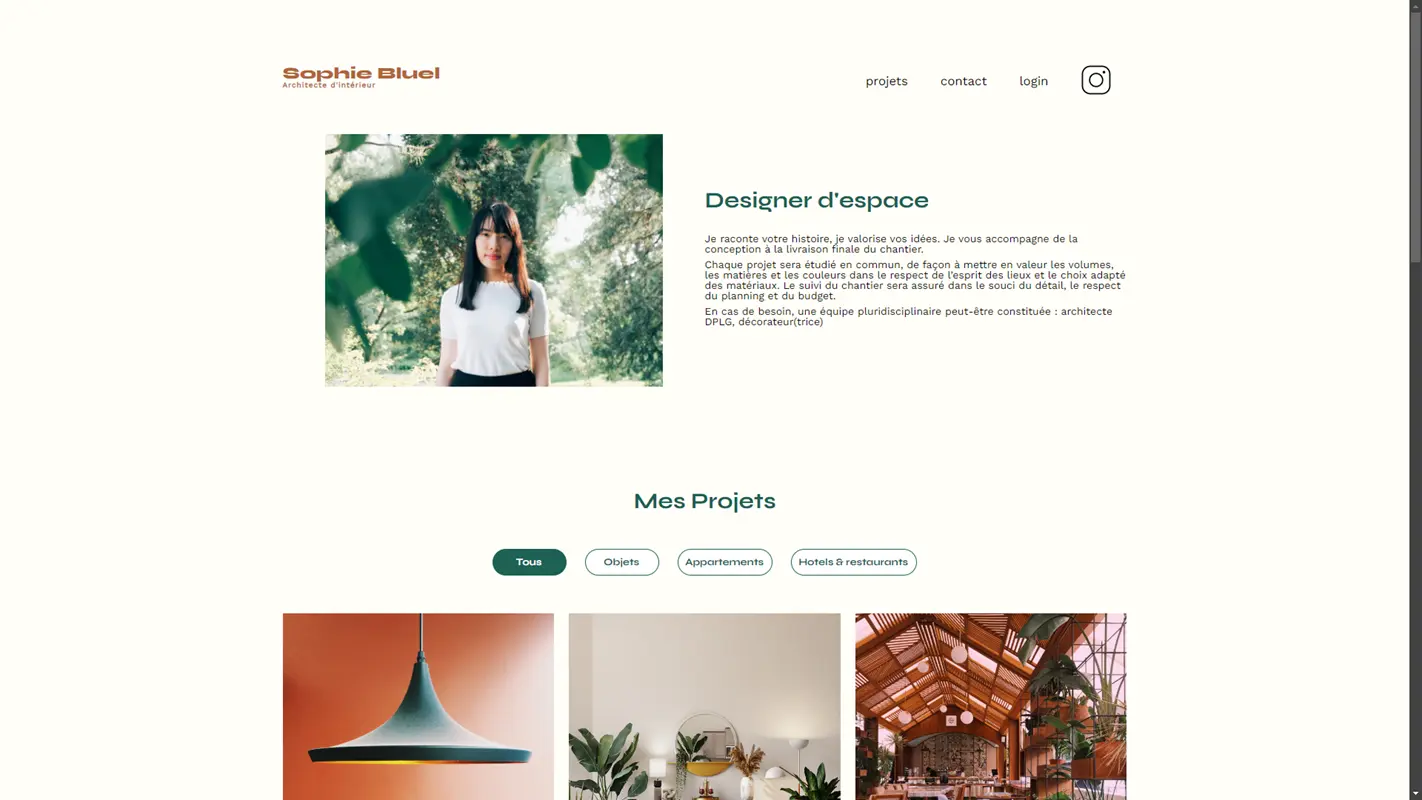 Sophie Bluel
Architecte d'intérieur
projets
contact
login
Designer d'espace
Je raconte votre histoire, je valorise vos idées. Je vous accompagne de la
conception à la livraison finale du chantier.
Chaque projet sera étudié en commun, de façon à mettre en valeur les volumes,
les matières et les couleurs dans le respect de l'esprit des lieux et le choix adapté
des matériaux. Le suivi du chantier sera assuré dans le souci du détail, le respect
du planning et du budget.
En cas de besoin, une équipe pluridisciplinaire peut-être constituée : architecte
DPLG, décorateur(trice)
Mes Projets
Tous
Objets
Appartements
Hotels & restaurants